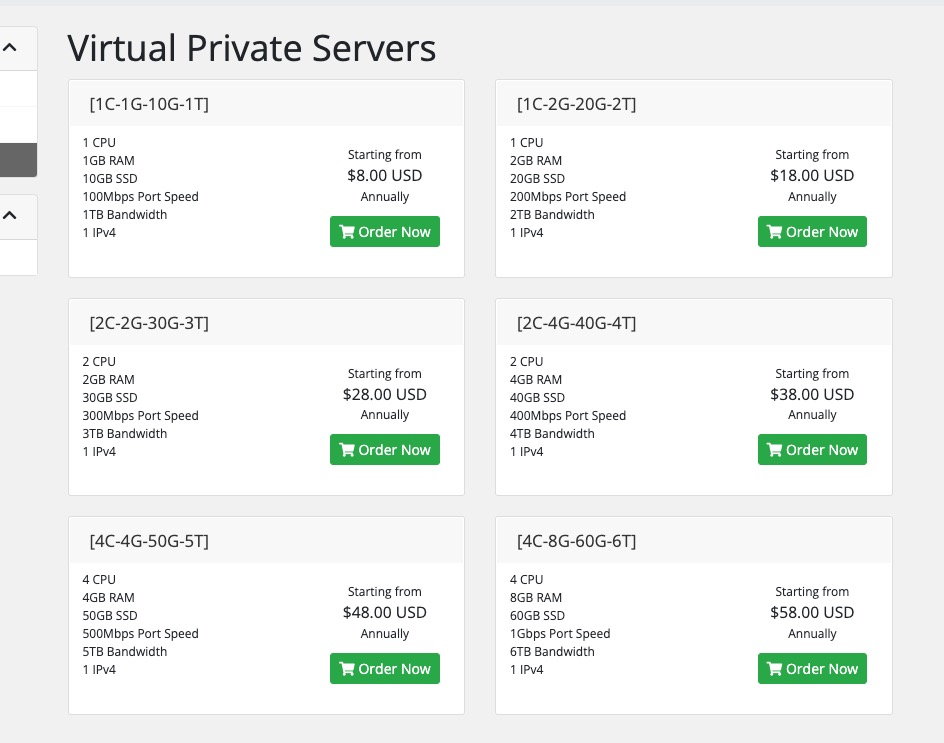 Virtual Private Servers
[1C-1G-10G-1T]
1 CPU
1GB RAM
10GB SSD
100Mbps Port Speed
1TB Bandwidth
1 IPv4
Starting from
$8.00 USD
Annually
Order Now
[1C-2G-20G-2T]
1 CPU
2GB RAM
20GB SSD
200Mbps Port Speed
2TB Bandwidth
1 IPv4
Starting from
$18.00 USD
Annually
Order Now
[2C-2G-30G-3T]
2 CPU
2GB RAM
30GB SSD
300Mbps Port Speed
3TB Bandwidth
1 IPv4
Starting from
$28.00 USD
Annually
Order Now
[2C-4G-40G-4T]
2 CPU
4GB RAM
40GB SSD
400Mbps Port Speed
4TB Bandwidth
1 IPv4
Starting from
$38.00 USD
Annually
Order Now
[4C-4G-50G-5T]
4 CPU
4GB RAM
50GB SSD
500Mbps Port Speed
5TB Bandwidth
1 IPv4
Starting from
$48.00 USD
Annually
Order Now
[4C-8G-60G-6T]
4 CPU
8GB RAM
60GB SSD
1Gbps Port Speed
6TB Bandwidth
1 IPv4
Starting from
$58.00 USD
Annually
Order Now